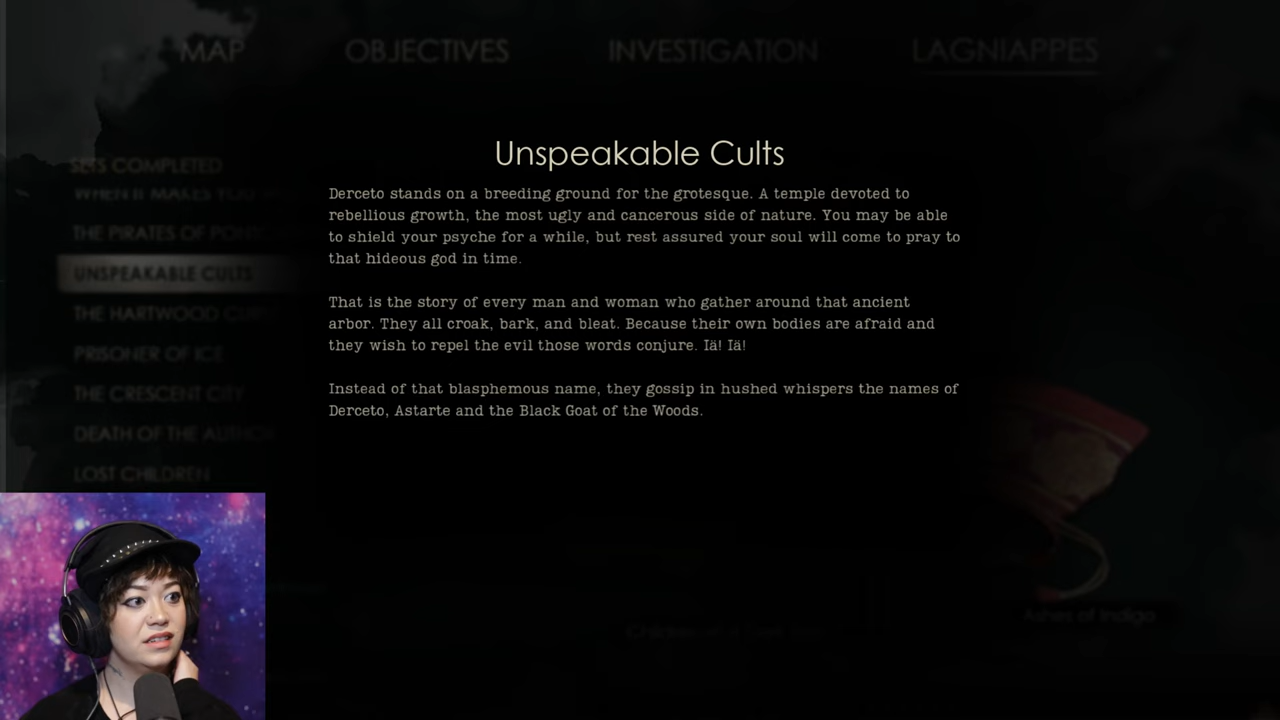 MAP
OBJECTIVES
INVESTIGATION
LAGNIAPPES
SETS COMPLETED
WHEN IT MAKES YOU
THE PIRATES OF
UNSPEAKABLE CULTS
THE HARTWOOD
PRISONER OF ICE
THE CRESCENT CITY
DEATH OF THE AUTHOR
LOST CHILDREN
Unspeakable Cults
Derceto stands on a breeding ground for the grotesque. A temple devoted to
rebellious growth, the most ugly and cancerous side of nature. You may be able
to shield your psyche for a while, but rest assured your soul will come to pray to
that hideous god in time.
That is the story of every man and woman who gather around that ancient
arbor. They all croak, bark, and bleat. Because their own bodies are afraid and
they wish to repel the evil those words conjure. Iä! Iä!
Instead of that blasphemous name, they gossip in hushed whispers the names of
Derceto, Astarte and the Black Goat of the Woods.
Ashes of Indigo